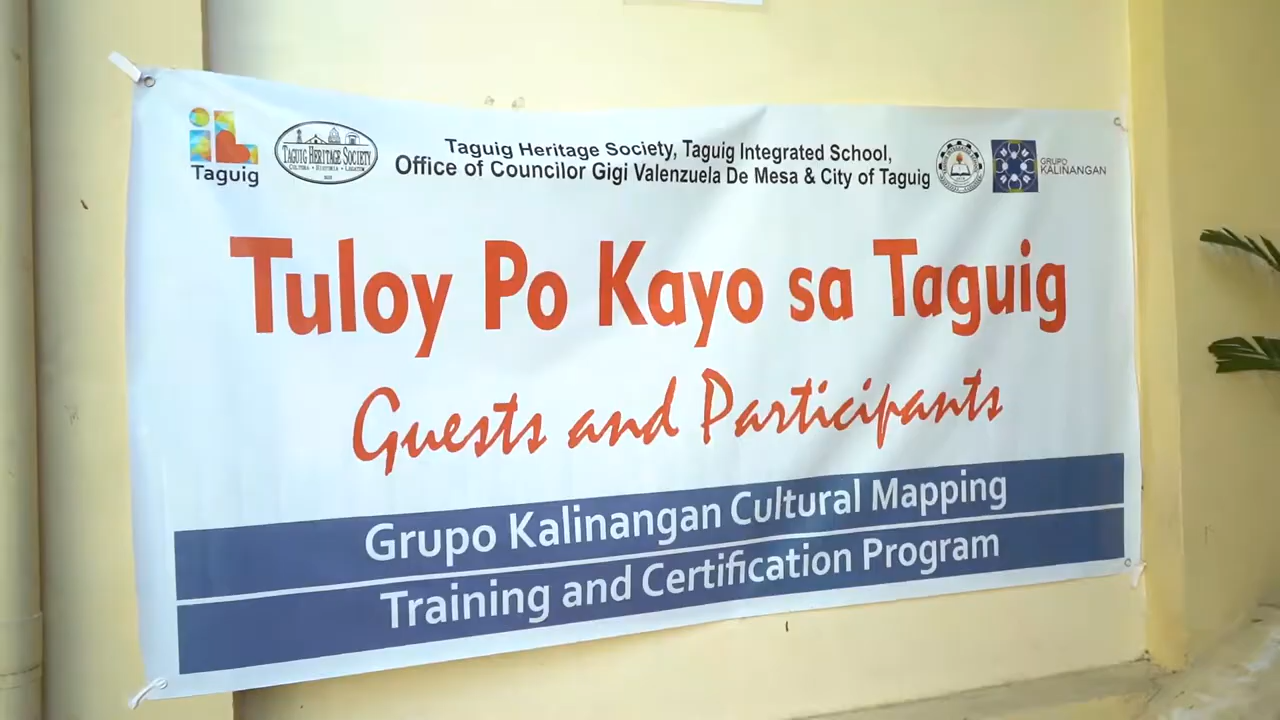 Taguig
TAGUIG HERITAGE SOCIETY
Taguig Heritage Society, Taguig Integrated School,
Office of Councilor Gigi Valenzuela De Mesa & City of Taguig
GRUPO
KALINANGAN
Tuloy Po Kayo sa Taguig
Guests and Participants
Grupo Kalinangan Cultural Mapping
Training and Certification Program